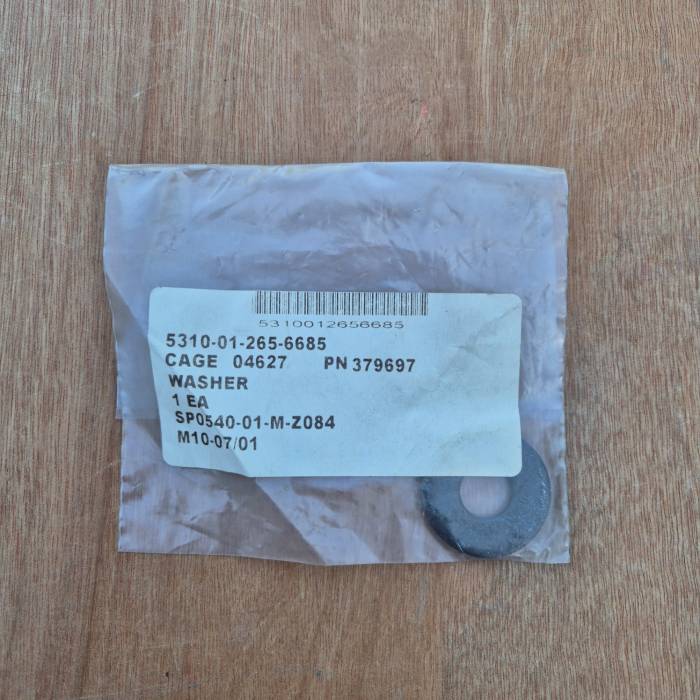 5310012656685
5310-01-265-6685
CAGE 04627 PN 379697
WASHER
1 EA
SP0540-01-M-Z084
M10-07/01